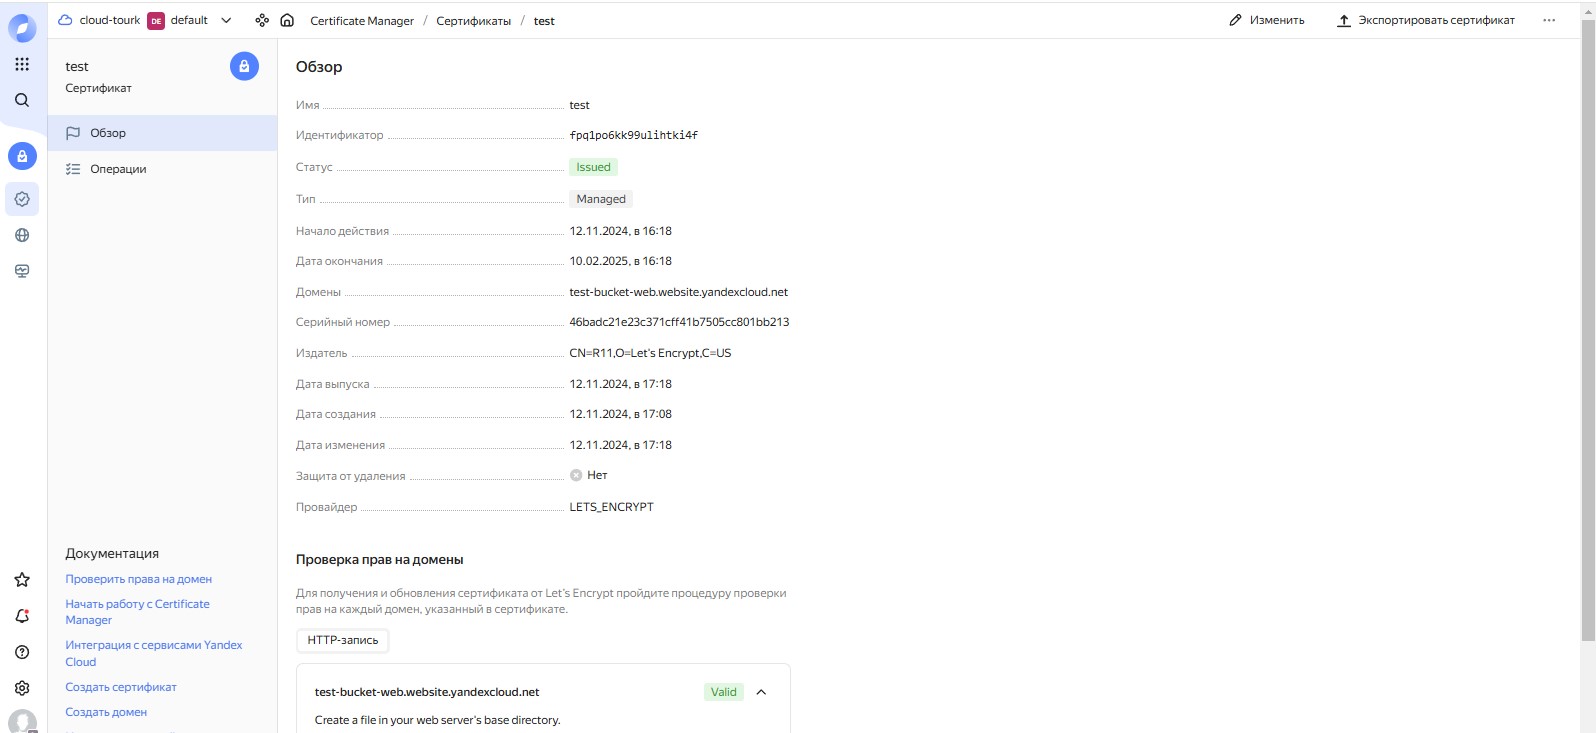 cloud-tourk DE default Certificate Manager / Сертификаты / test Изменить Экспортировать сертификат
test
Сертификат
Обзор
Операции
Документация
Проверить права на домен
Начать работу с Certificate
Manager
Интеграция с сервисами Yandex
Cloud
Создать сертификат
Создать домен
Обзор
Имя test
Идентификатор fpq1po6kk99ulihtki4f
Статус Issued
Тип Managed
Начало действия 12.11.2024, в 16:18
Дата окончания 10.02.2025, в 16:18
Домены test-bucket-web.website.yandexcloud.net
Серийный номер 46badc21e23c371cff41b7505cc801bb213
Издатель CN=R11,O=Let's Encrypt,C=US
Дата выпуска 12.11.2024, в 17:18
Дата создания 12.11.2024, в 17:08
Дата изменения 12.11.2024, в 17:18
Защита от удаления Нет
Провайдер LETS_ENCRYPT
Проверка прав на домены
Для получения и обновления сертификата от Let's Encrypt пройдите процедуру проверки
прав на каждый домен, указанный в сертификате.
HTTP-запись
test-bucket-web.website.yandexcloud.net Valid
Create a file in your web server's base directory.